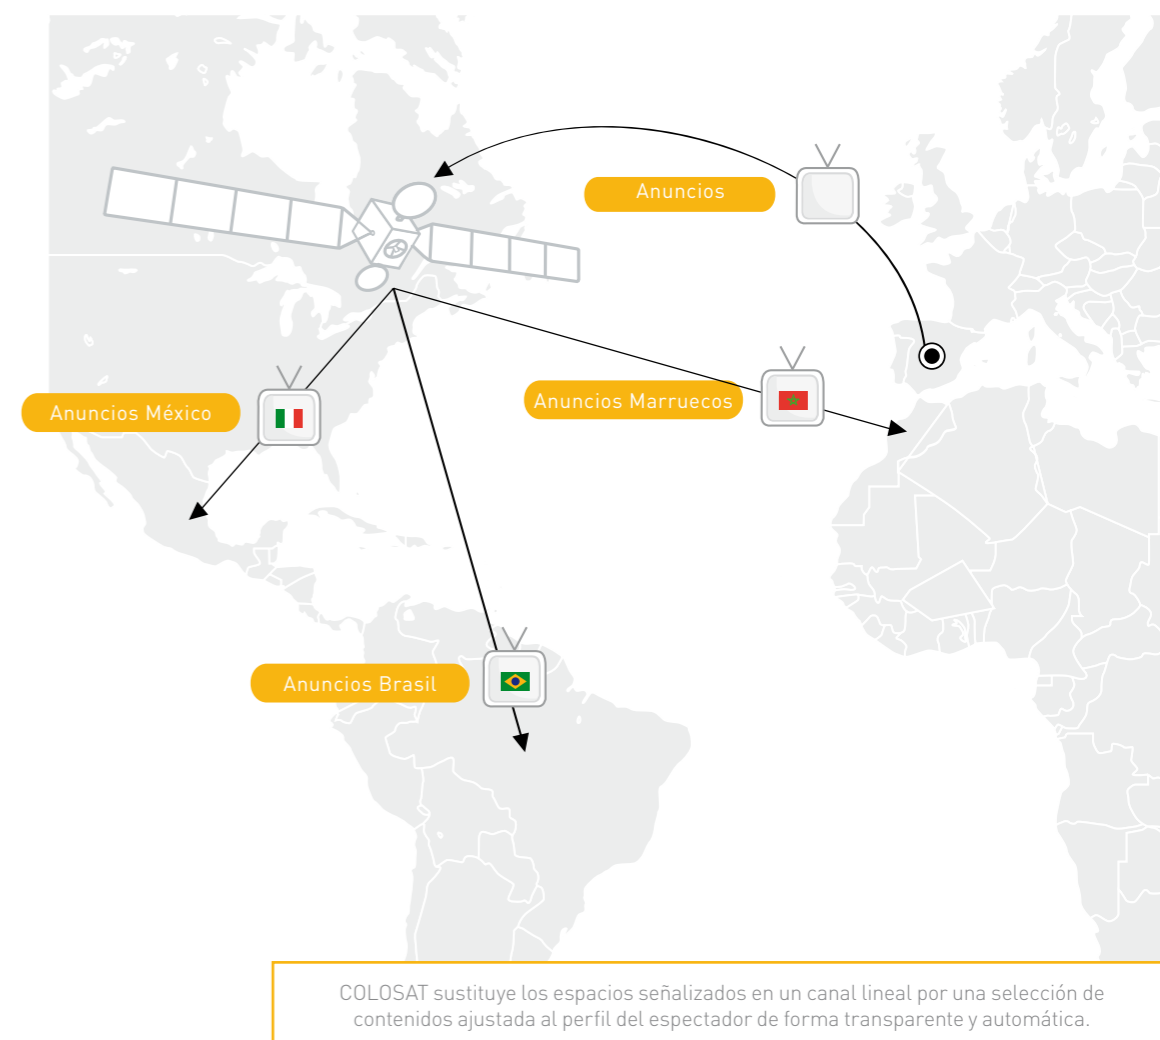 Anuncios
Anuncios México
Anuncios Marruecos
Anuncios Brasil
COLOSAT sustituye los espacios señalizados en un canal lineal por una selección de
contenidos ajustada al perfil del espectador de forma transparente y automática.